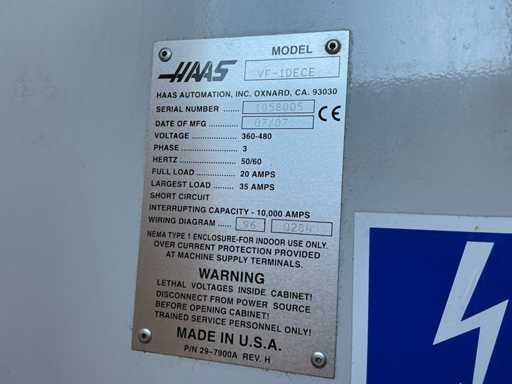 MODEL
HAAS VF-1DECE
HAAS AUTOMATION, INC. OXNARD, CA. 93030
SERIAL NUMBER ........ 1058005 CE
DATE OF MFG ........... 07/07
VOLTAGE ................. 360-480
PHASE ..................... 3
HERTZ ..................... 50/60
FULL LOAD ............... 20 AMPS
LARGEST LOAD ......... 35 AMPS
SHORT CIRCUIT
INTERRUPTING CAPACITY - 10,000 AMPS
WIRING DIAGRAM ..... 96 0284
NEMA TYPE 1 ENCLOSURE-FOR INDOOR USE ONLY.
OVER CURRENT PROTECTION PROVIDED
AT MACHINE SUPPLY TERMINALS.
WARNING
LETHAL VOLTAGES INSIDE CABINET!
DISCONNECT FROM POWER SOURCE
BEFORE OPENING CABINET!
TRAINED SERVICE PERSONNEL ONLY!
MADE IN U.S.A.
P/N 29-7900A REV. H